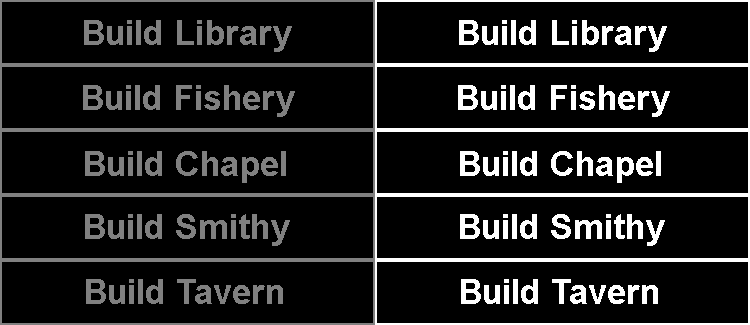 Build Library Build Library
Build Fishery Build Fishery
Build Chapel Build Chapel
Build Smithy Build Smithy
Build Tavern Build Tavern